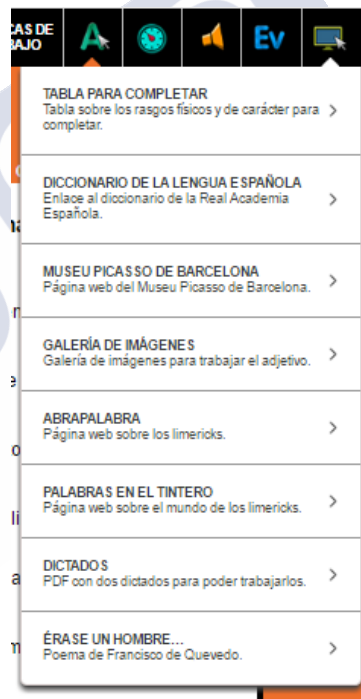 CAS DE
BAJO
A
Ev
TABLA PARA COMPLETAR
Tabla sobre los rasgos físicos y de carácter para
completar.
DICCIONARIO DE LA LENGUA ESPAÑOLA
Enlace al diccionario de la Real Academia
Española.
MUSEU PICASSO DE BARCELONA
Página web del Museu Picasso de Barcelona.
GALERÍA DE IMÁGENES
Galería de imágenes para trabajar el adjetivo.
ABRAPALABRA
Página web sobre los limericks.
PALABRAS EN EL TINTERO
Página web sobre el mundo de los limericks.
DICTADOS
PDF con dos dictados para poder trabajarlos.
ÉRASE UN HOMBRE...
Poema de Francisco de Quevedo.